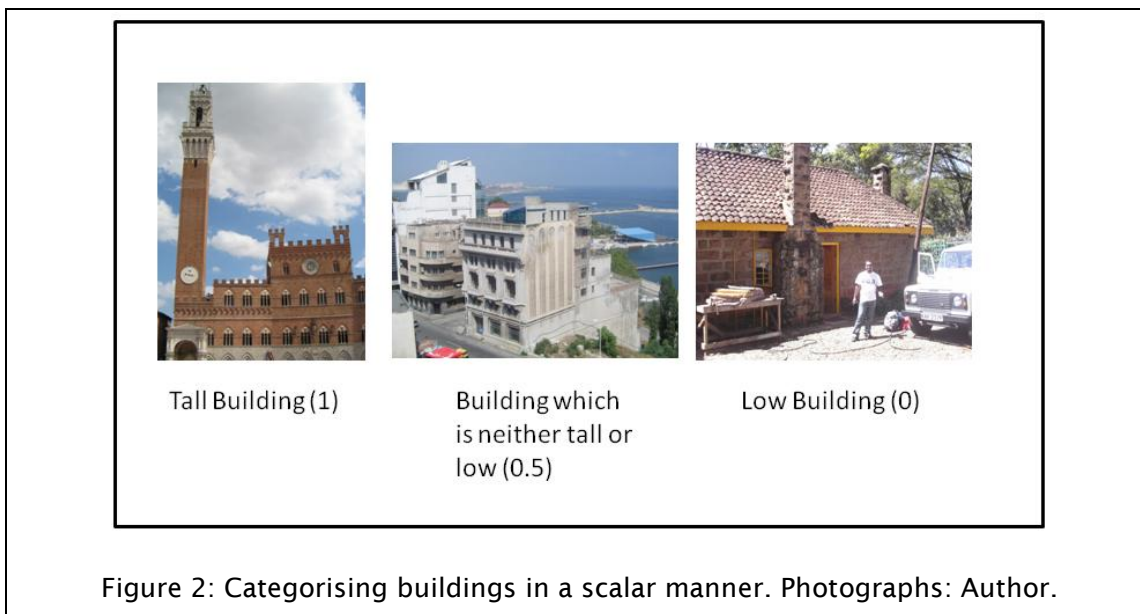 Tall Building (1)
Building which
is neither tall or
low (0.5)
Low Building (0)
Figure 2: Categorising buildings in a scalar manner. Photographs: Author.